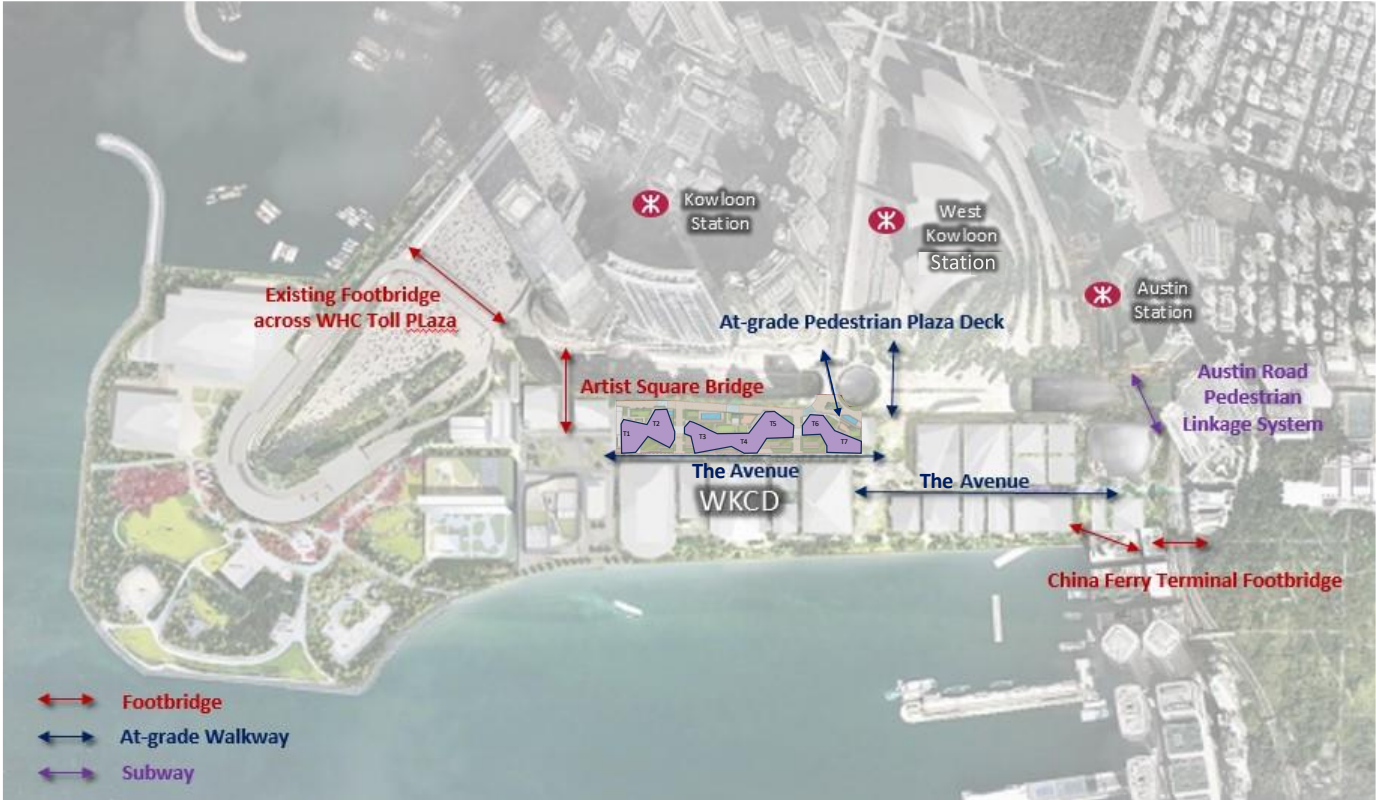 Kowloon
Station
West
Kowloon
Station
Austin
Station
Existing Footbridge
across WHC Toll PLaza
At-grade Pedestrian Plaza Deck
Artist Square Bridge
Austin Road
Pedestrian
Linkage System
T1
T2
T3
T4
T5
T6
T7
The Avenue
WKCD
The Avenue
China Ferry Terminal Footbridge
Footbridge
At-grade Walkway
Subway